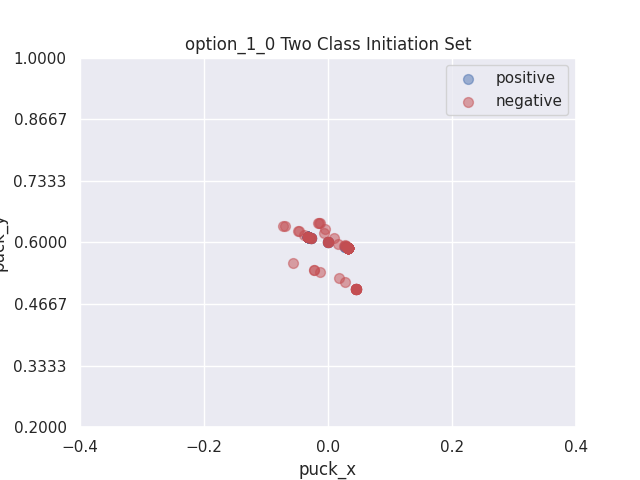 option_1_0 Two Class Initiation Set
positive
negative
1.0000
0.8667
0.7333
0.6000
0.4667
0.3333
0.2000
puck_y
−0.4
−0.2
0.0
0.2
0.4
puck_x